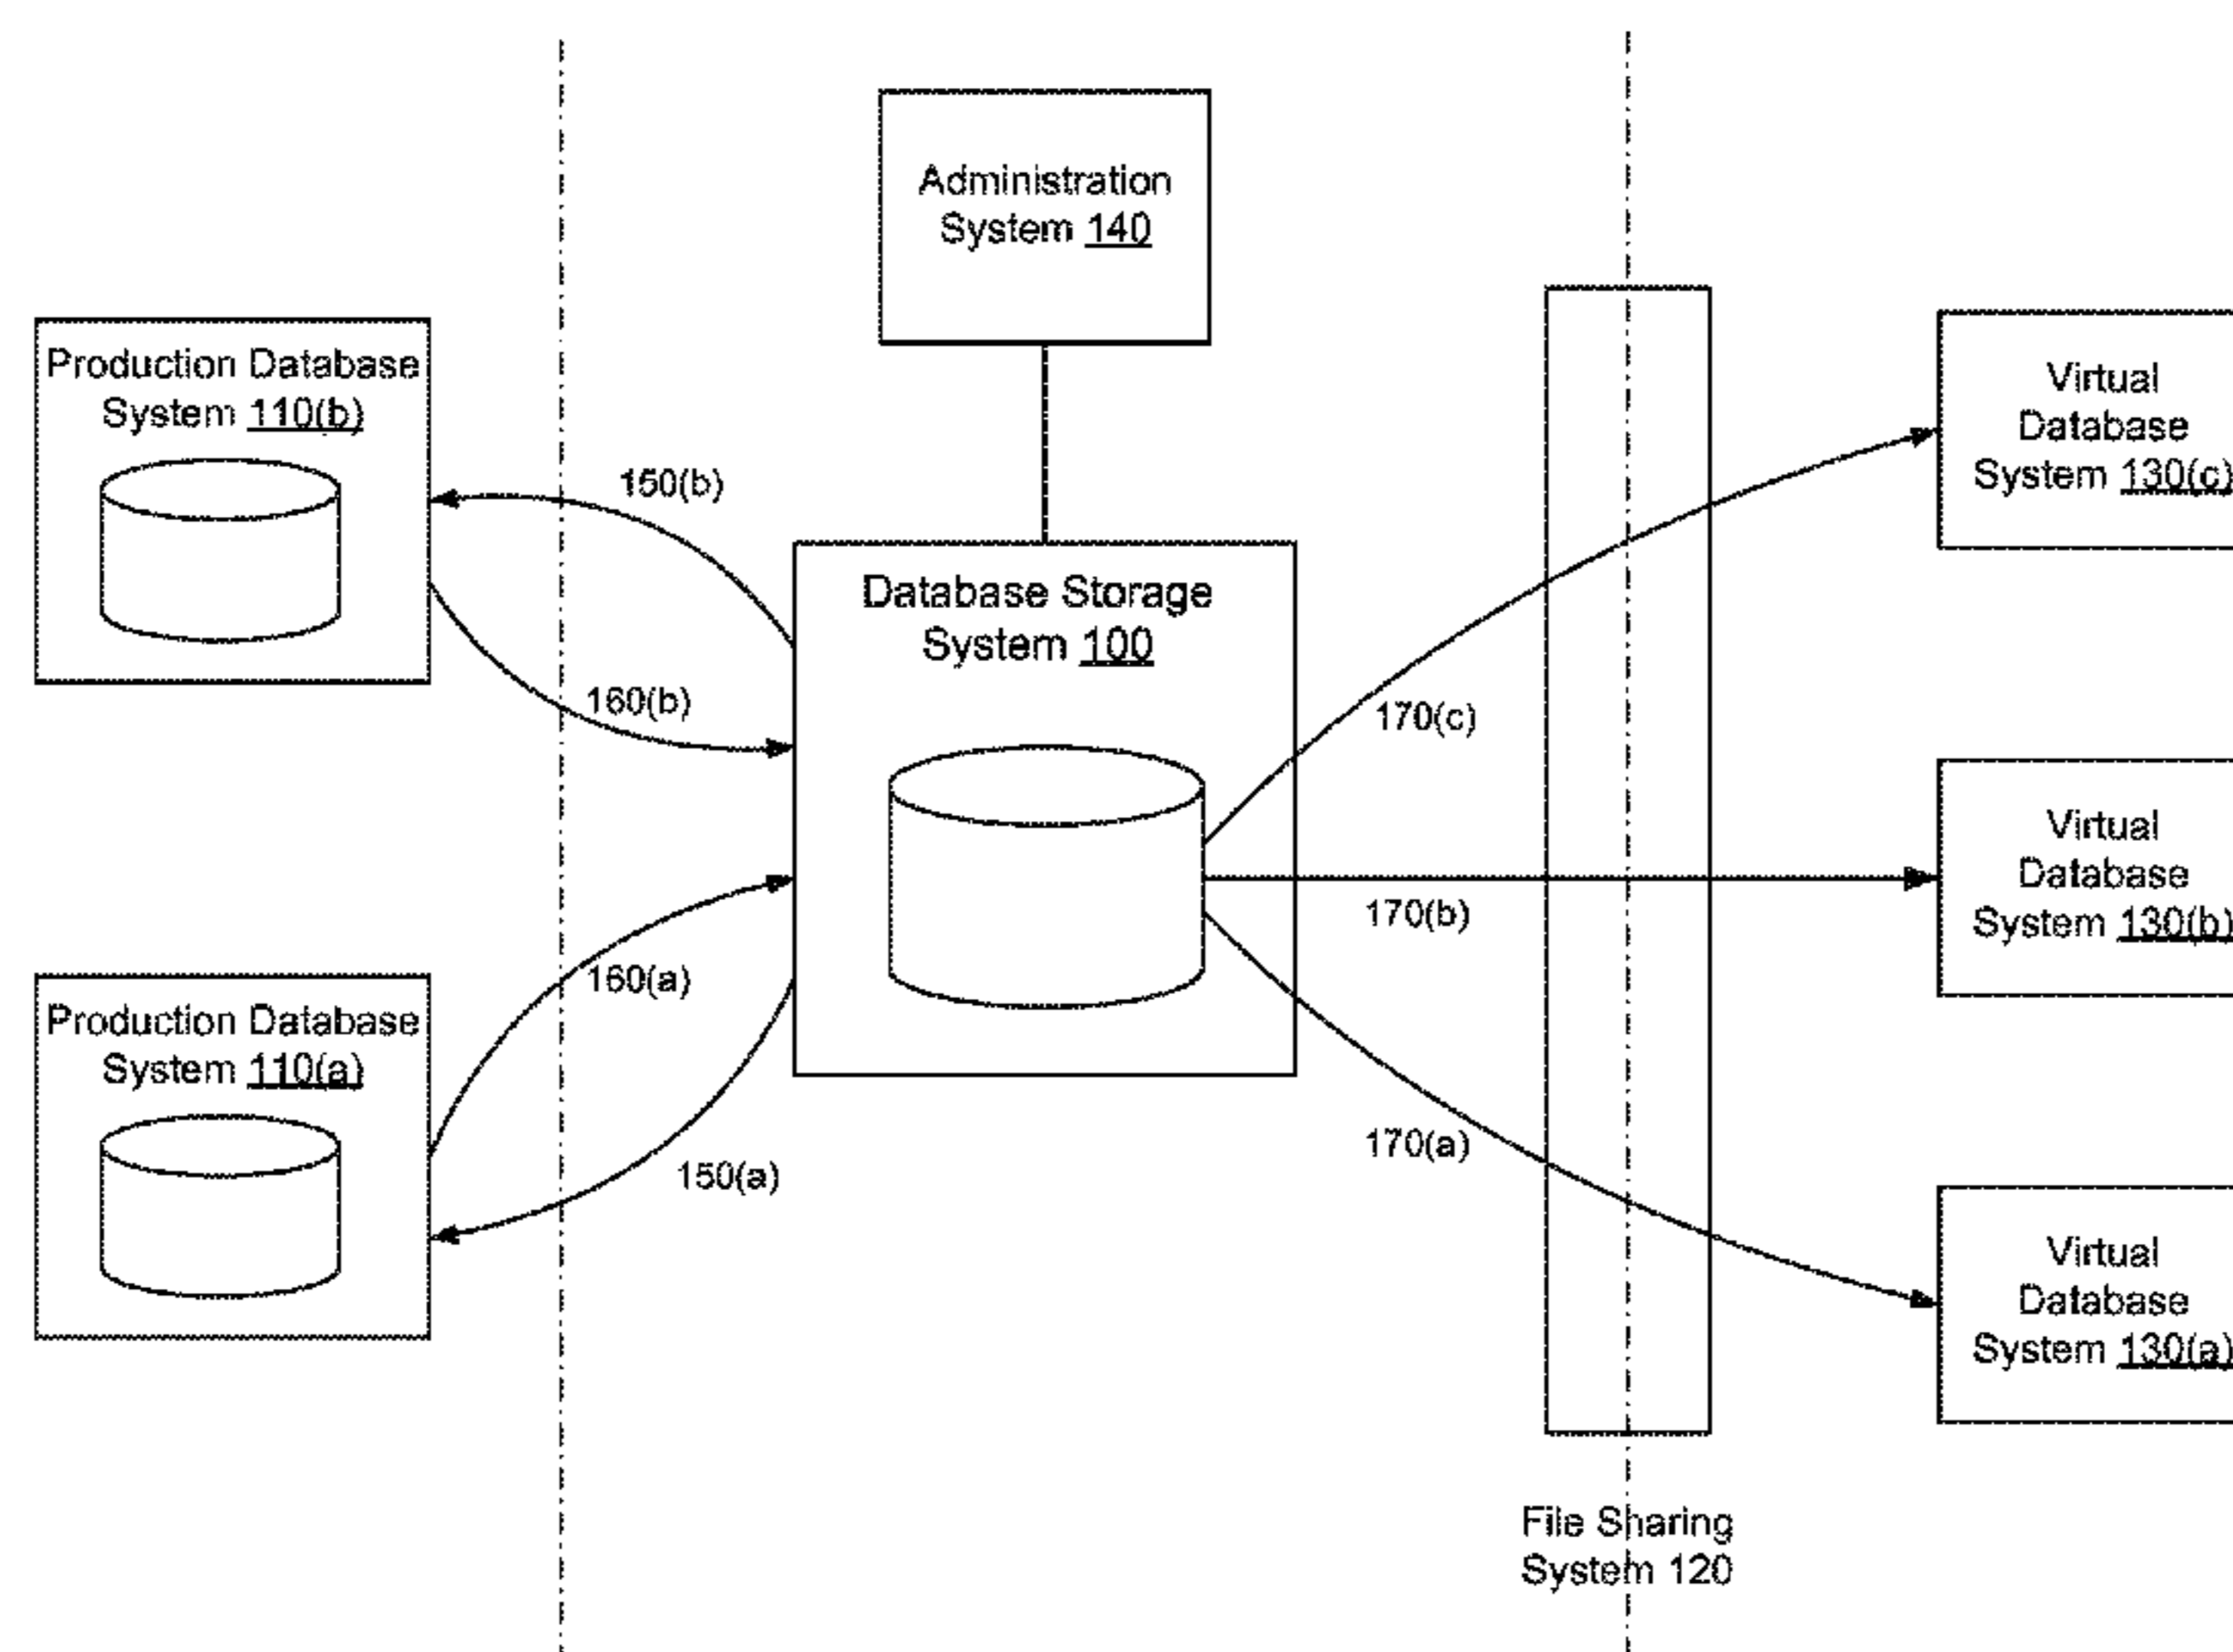 Administration
System 140
Production Database
System 110(b)
Virtual
Database
System 130(c)
150(b)
Database Storage
System 100
160(b)
170(c)
Virtual
Database
System 130(b)
170(b)
160(a)
Production Database
System 110(a)
170(a)
150(a)
Virtual
Database
System 130(a)
File Sharing
System 120